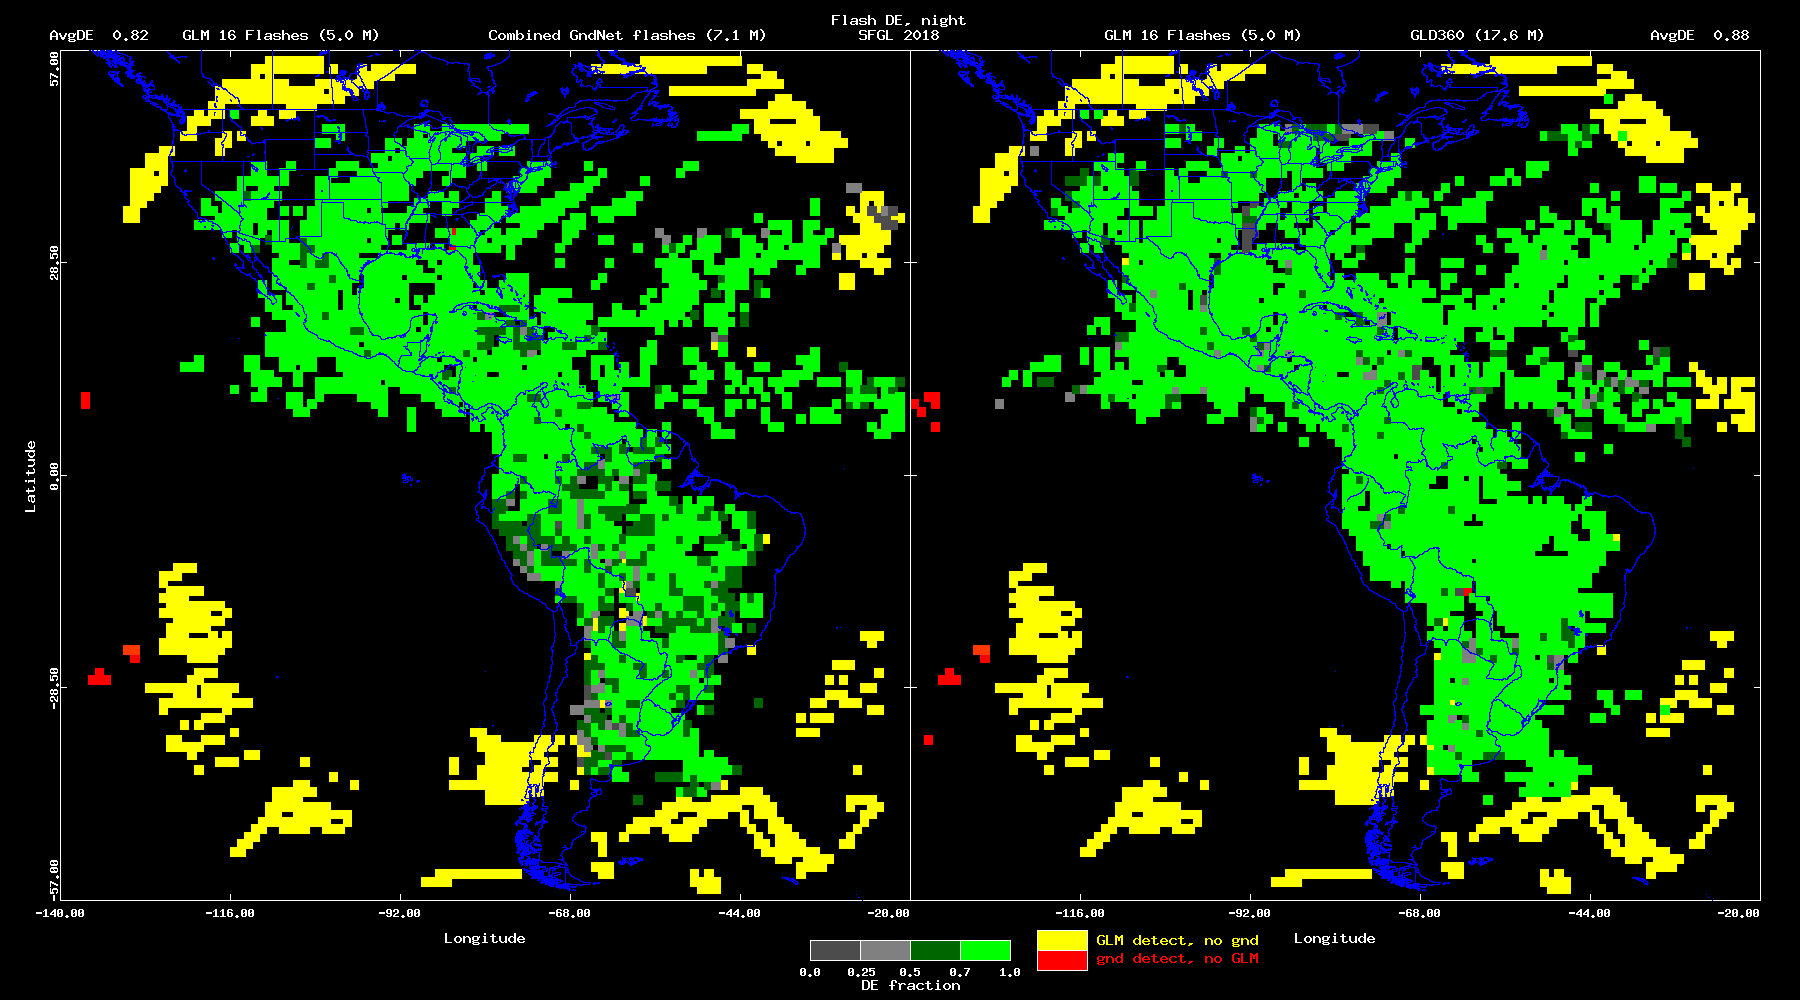 Flash DE, night
AvgDE 0.82 GLM 16 Flashes (5.0 M) Combined GndNet flashes (7.1 M) SFGL 2018 GLM 16 Flashes (5.0 M) GLD360 (17.6 M) AvgDE 0.88
57.00
28.50
0.00
-28.50
-57.00
Latitude
-140.00 -116.00 -92.00 -68.00 -44.00 -20.00 -116.00 -92.00 -68.00 -44.00 -20.00
Longitude Longitude
GLM detect, no gnd
gnd detect, no GLM
0.0 0.25 0.5 0.7 1.0
DE fraction